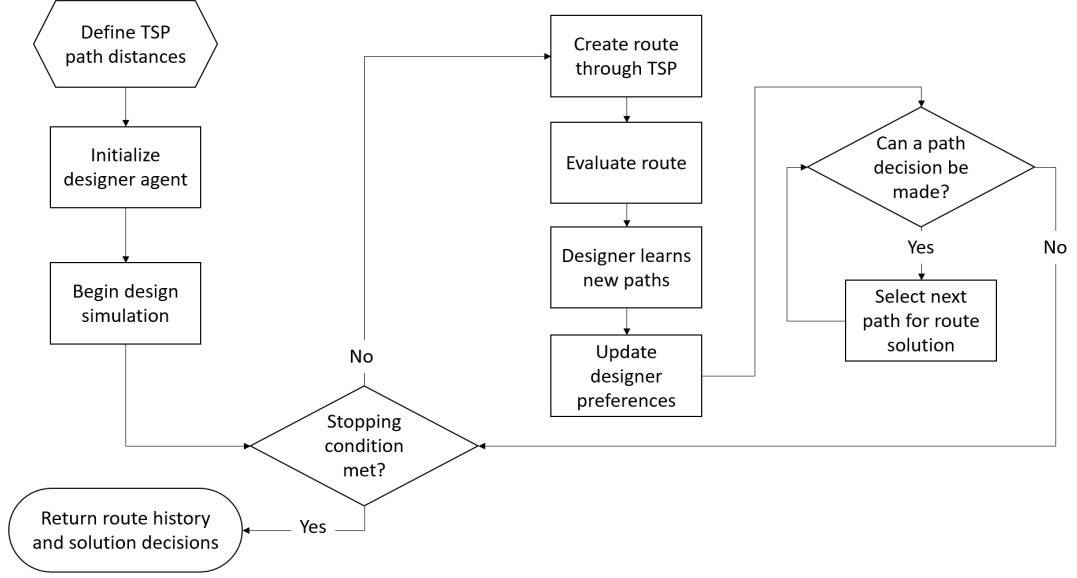 Define TSP
path distances
Initialize
designer agent
Begin design
simulation
Stopping
condition
met?
Yes
Return route history
and solution decisions
No
Create route
through TSP
Evaluate route
Designer learns
new paths
Update
designer
preferences
Can a path
decision be
made?
Yes
Select next
path for route
solution
No